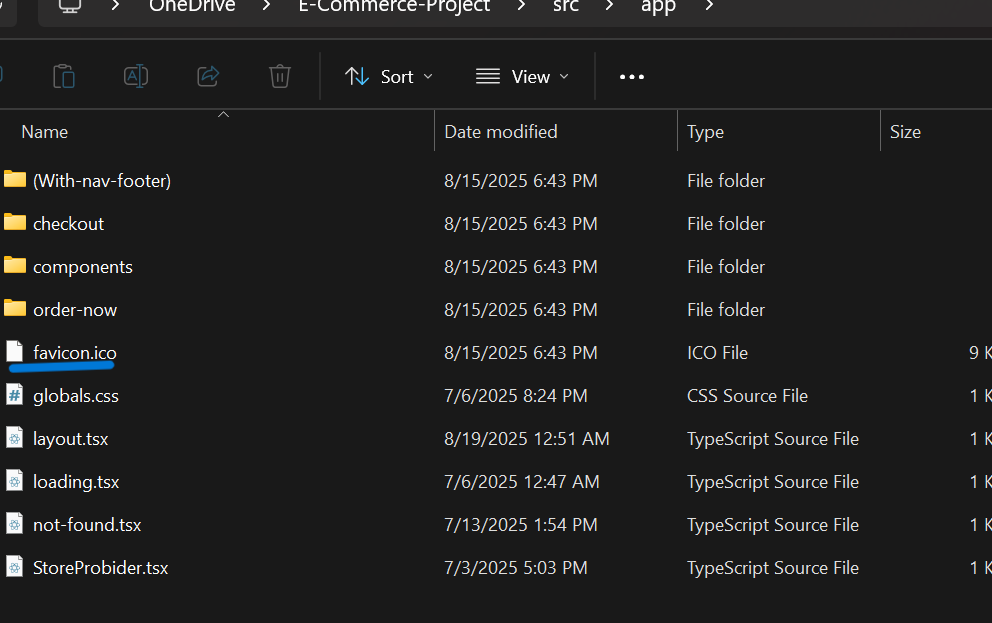 OneDrive > E-Commerce-Project > src > app >
Sort View
Name Date modified Type Size
(With-nav-footer) 8/15/2025 6:43 PM File folder
checkout 8/15/2025 6:43 PM File folder
components 8/15/2025 6:43 PM File folder
order-now 8/15/2025 6:43 PM File folder
favicon.ico 8/15/2025 6:43 PM ICO File 9 K
globals.css 7/6/2025 8:24 PM CSS Source File 1 K
layout.tsx 8/19/2025 12:51 AM TypeScript Source File 1 K
loading.tsx 7/6/2025 12:47 AM TypeScript Source File 1 K
not-found.tsx 7/13/2025 1:54 PM TypeScript Source File 1 K
StoreProbider.tsx 7/3/2025 5:03 PM TypeScript Source File 1 K